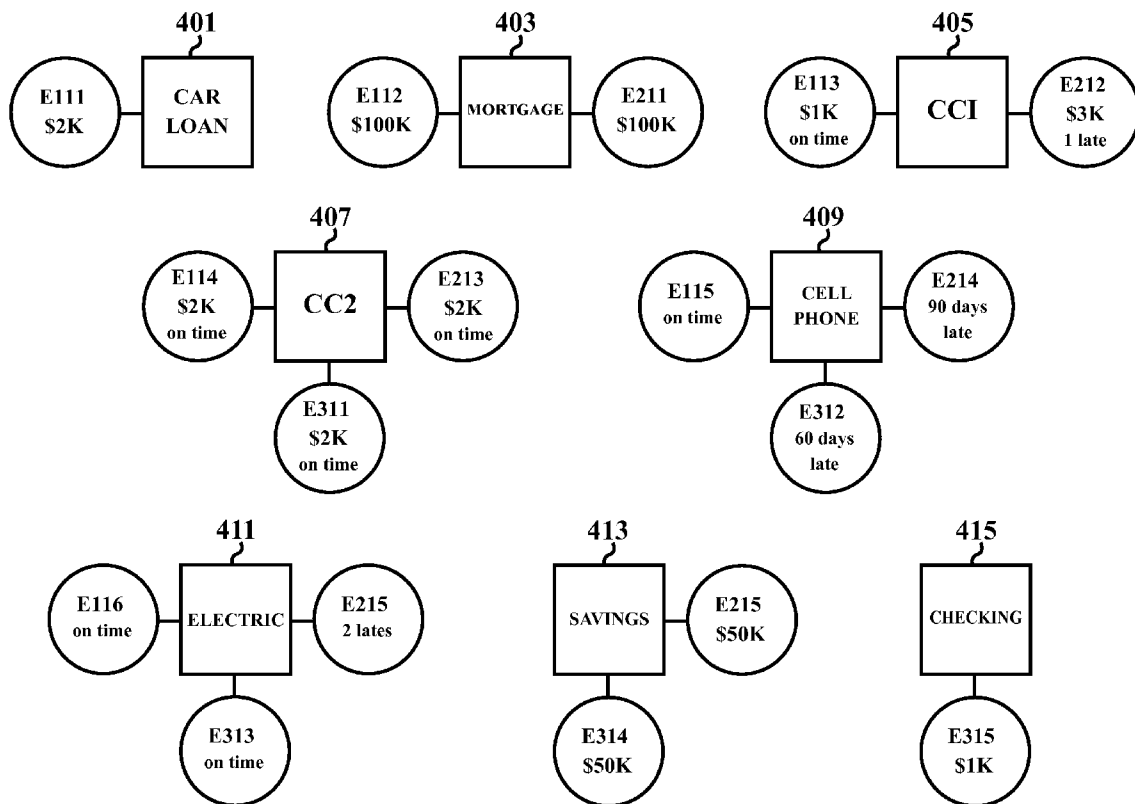 401
403
405
E111
$2K
CAR
LOAN
E112
$100K
MORTGAGE
E211
$100K
E113
$1K
on time
CCI
E212
$3K
1 late
407
409
E114
$2K
on time
CC2
E213
$2K
on time
E311
$2K
on time
E115
on time
CELL
PHONE
E214
90 days
late
E312
60 days
late
411
413
415
E116
on time
ELECTRIC
E215
2 lates
E313
on time
SAVINGS
E215
$50K
E314
$50K
CHECKING
E315
$1K